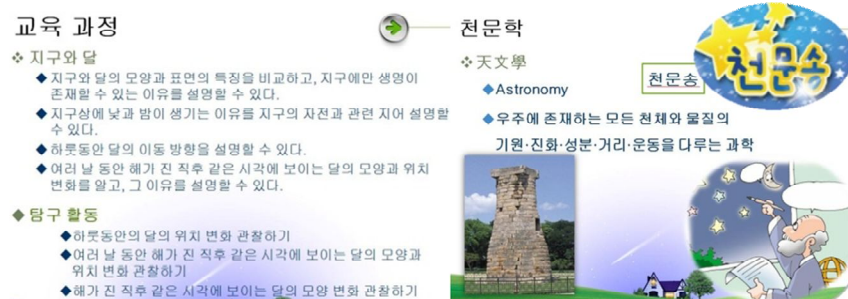 교육 과정
지구와 달
지구와 달의 모양과 표면의 특징을 비교하고, 지구에만 생명이
존재할 수 있는 이유를 설명할 수 있다.
지구상에 낮과 밤이 생기는 이유를 지구의 자전과 관련 지어 설명할
수 있다.
하룻동안 달의 이동 방향을 설명할 수 있다.
여러 날 동안 해가 진 직후 같은 시각에 보이는 달의 모양과 위치
변화를 알고, 그 이유를 설명할 수 있다.
탐구 활동
하룻동안의 달의 위치 변화 관찰하기
여러 날 동안 해가 진 직후 같은 시각에 보이는 달의 모양과
위치 변화 관찰하기
해가 진 직후 같은 시각에 보이는 달의 모양 변화 관찰하기
천문학
天文學
Astronomy
천문송
천문송
우주에 존재하는 모든 천체와 물질의
기원·진화·성분·거리·운동을 다루는 과학